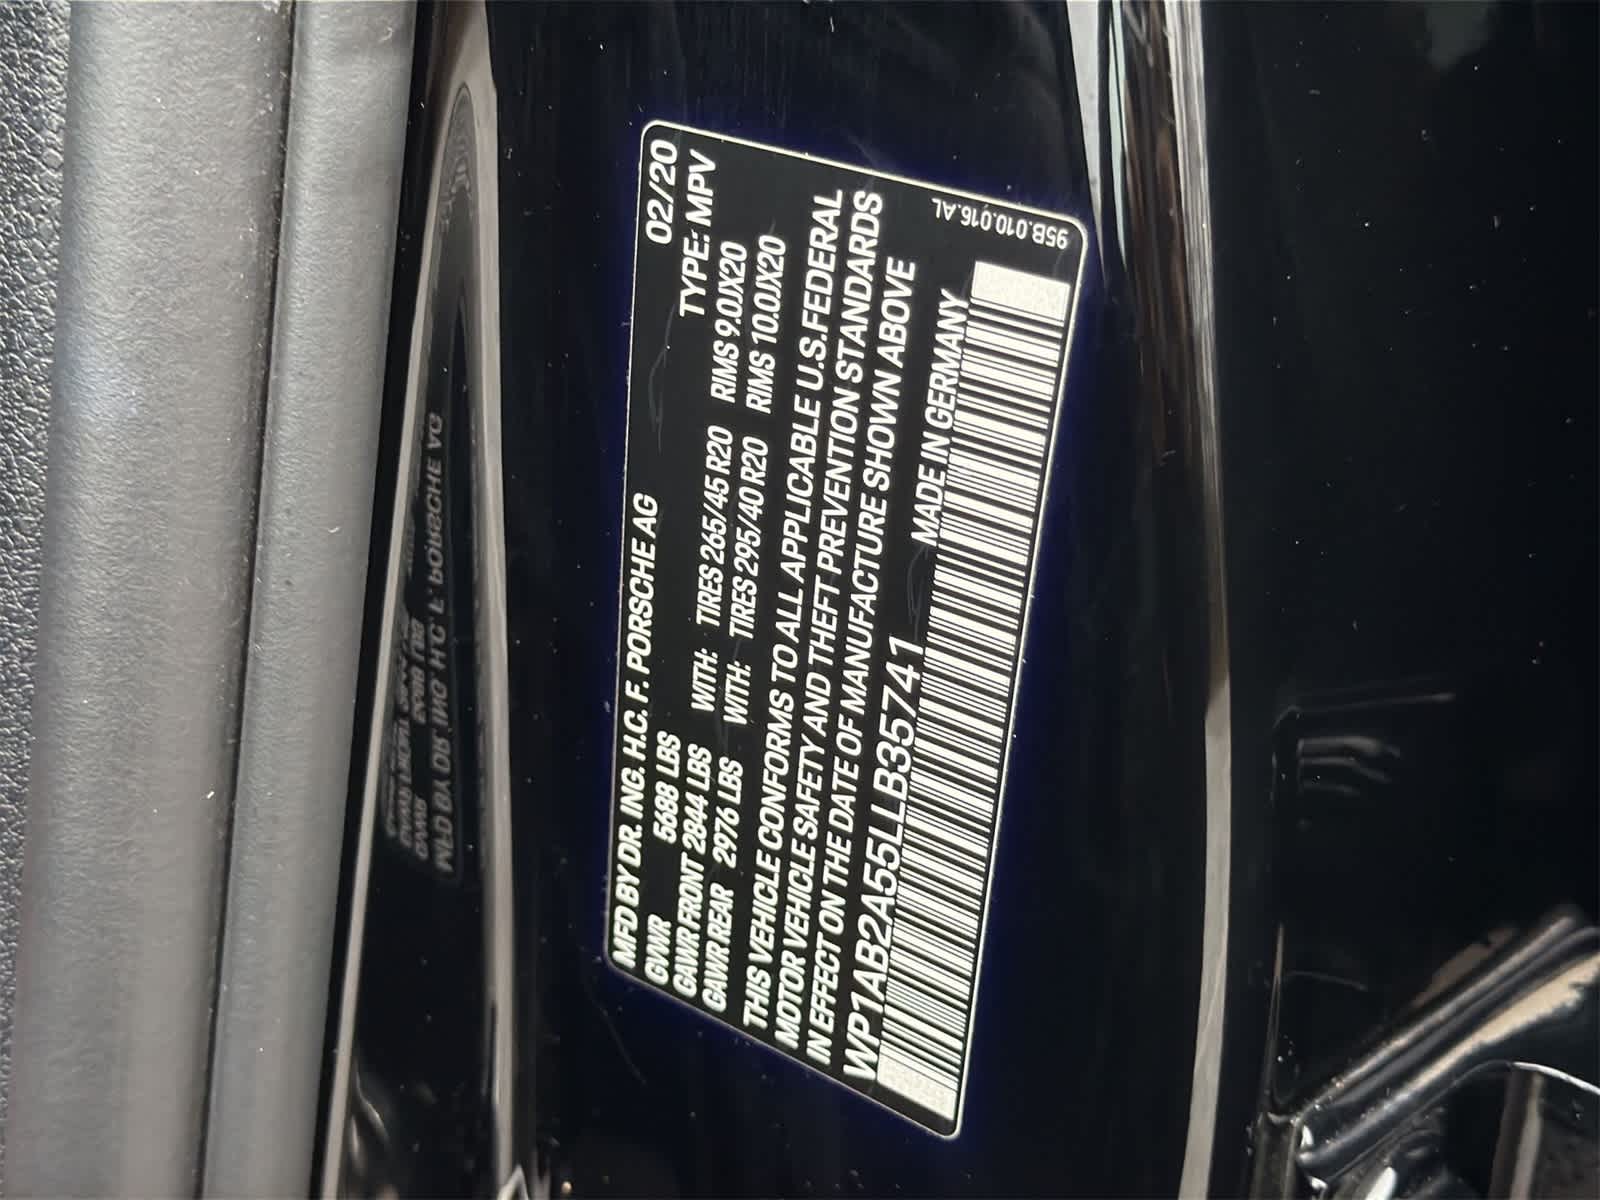 MFD BY DR. ING. H.C. F. PORSCHE AG 02/20
GVWR 5688 LBS TYPE: MPV
GAWR FRONT 2844 LBS WITH: TIRES 265/45 R20 RIMS 9.0JX20
GAWR REAR 2976 LBS WITH: TIRES 295/40 R20 RIMS 10.0JX20
THIS VEHICLE CONFORMS TO ALL APPLICABLE U.S.FEDERAL
MOTOR VEHICLE SAFETY AND THEFT PREVENTION STANDARDS
IN EFFECT ON THE DATE OF MANUFACTURE SHOWN ABOVE
WP1AB2A55LLB35741 MADE IN GERMANY
95B.010.016.AL